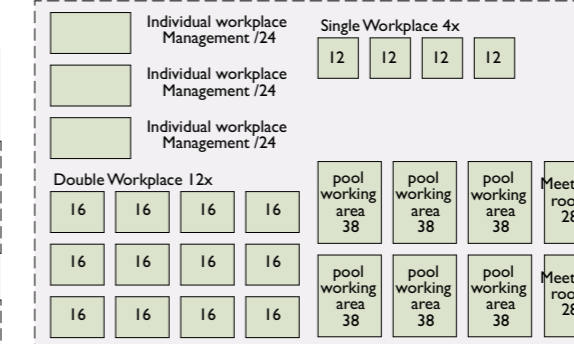 Individual workplace
Management /24
Individual workplace
Management /24
Individual workplace
Management /24
Single Workplace 4x
12 12 12 12
Double Workplace 12x
16 16 16 16
16 16 16 16
16 16 16 16
pool
working
area
38
pool
working
area
38
pool
working
area
38
pool
working
area
38
pool
working
area
38
pool
working
area
38